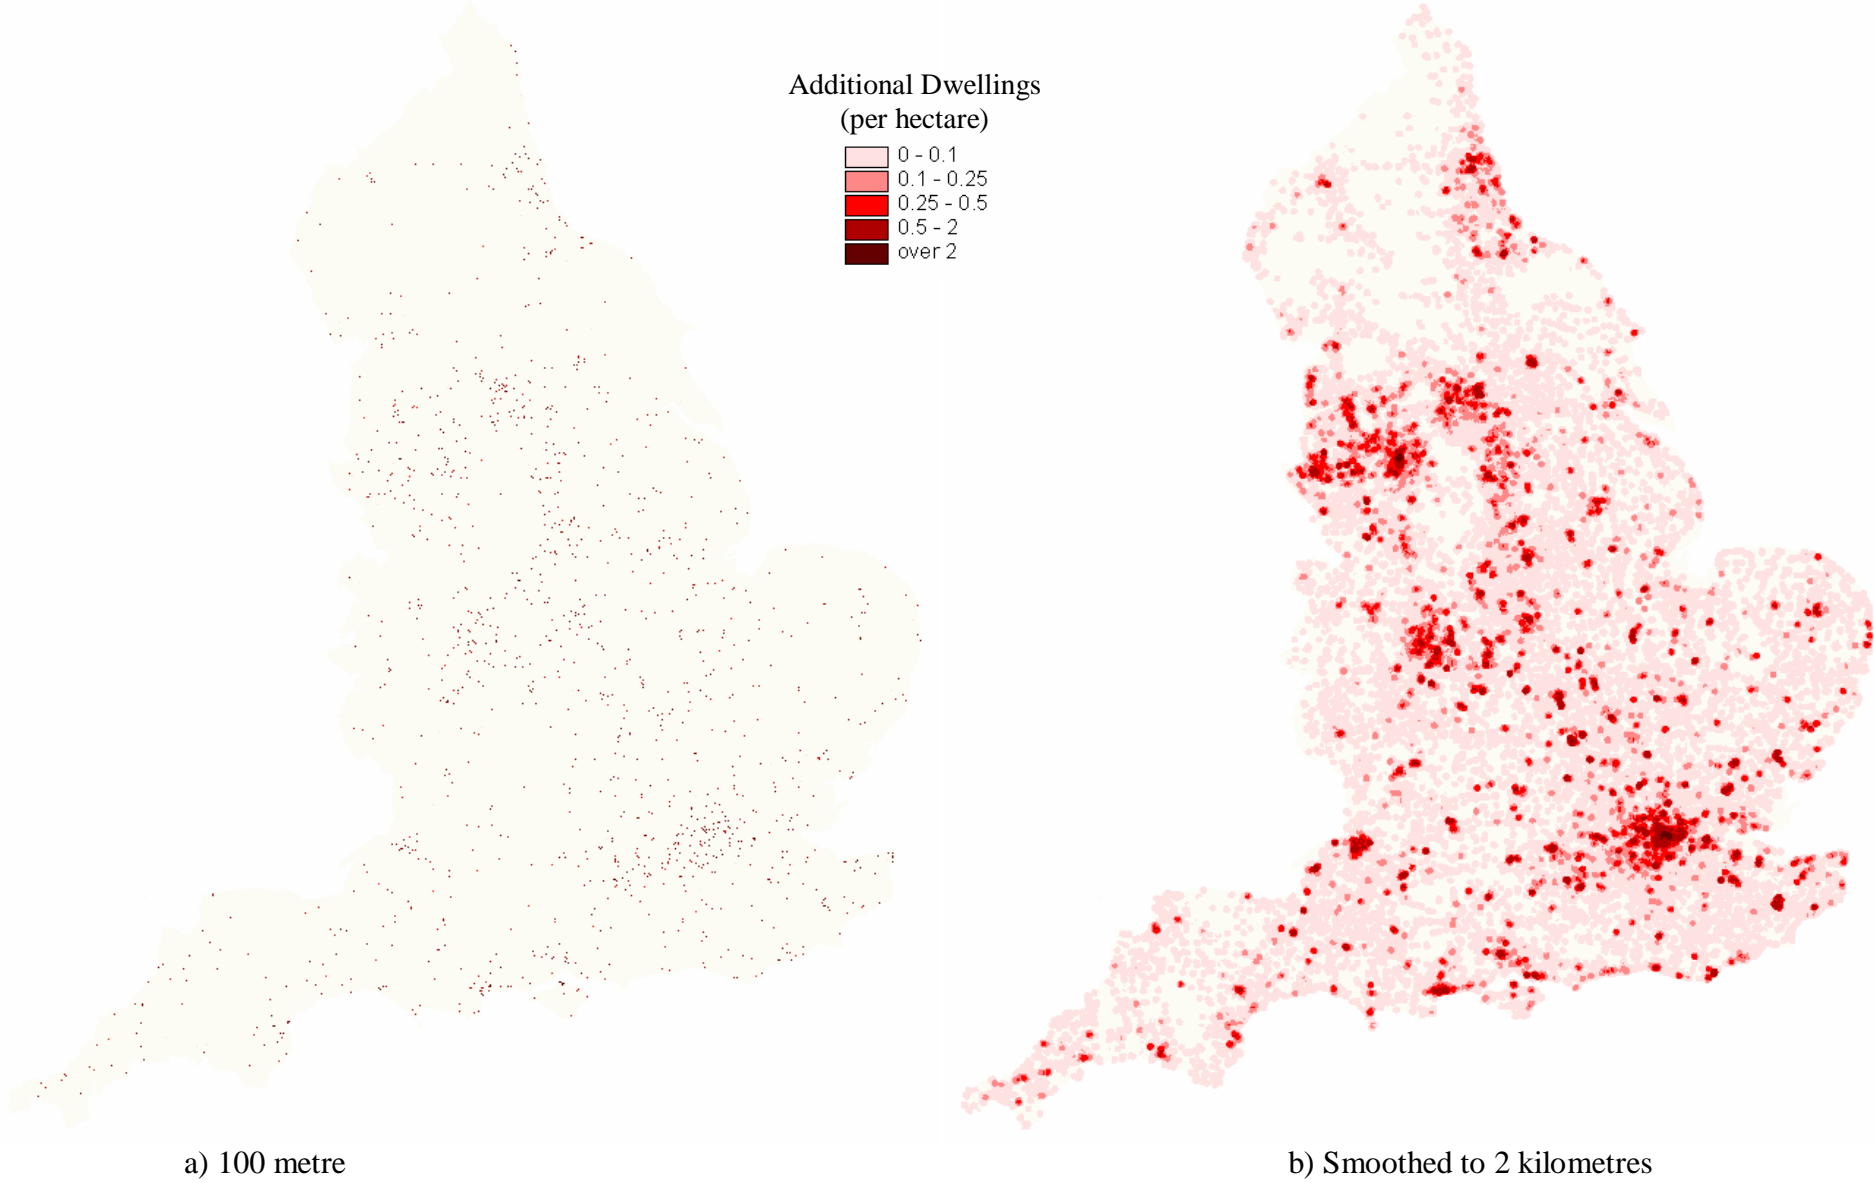 Additional Dwellings
(per hectare)
0 - 0.1
0.1 - 0.25
0.25 - 0.5
0.5 - 2
over 2
a) 100 metre
b) Smoothed to 2 kilometres